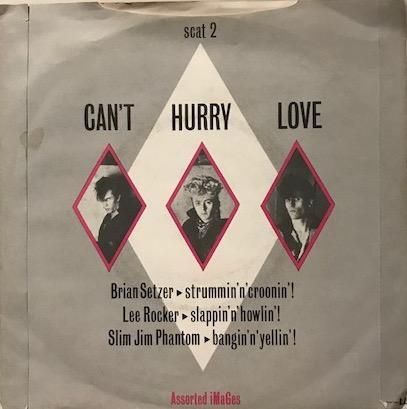 scat 2
CAN'T HURRY LOVE
Brian Setzer ▸ strummin'n'croonin'!
Lee Rocker ▸ slappin'n'howlin'!
Slim Jim Phantom ▸ bangin'n'yellin'!
Assorted iMaGes